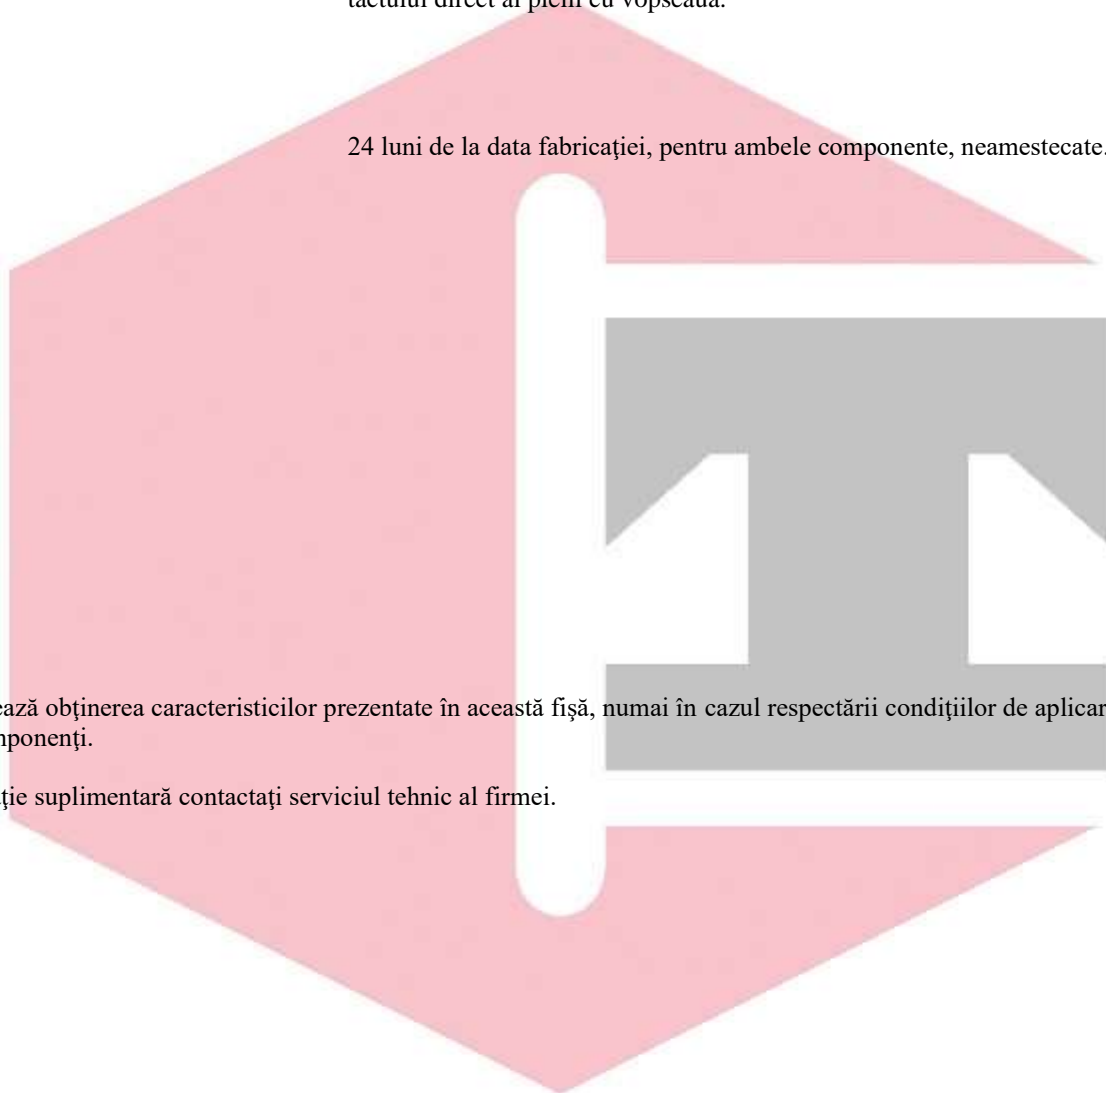 tactului direct al pielii cu vopseaua.
24 luni de la data fabricaţiei, pentru ambele componente, neamestecate.
ează obţinerea caracteristicilor prezentate în această fişă, numai în cazul respectării condiţiilor de aplicar
mponenţi.
ţie suplimentară contactaţi serviciul tehnic al firmei.